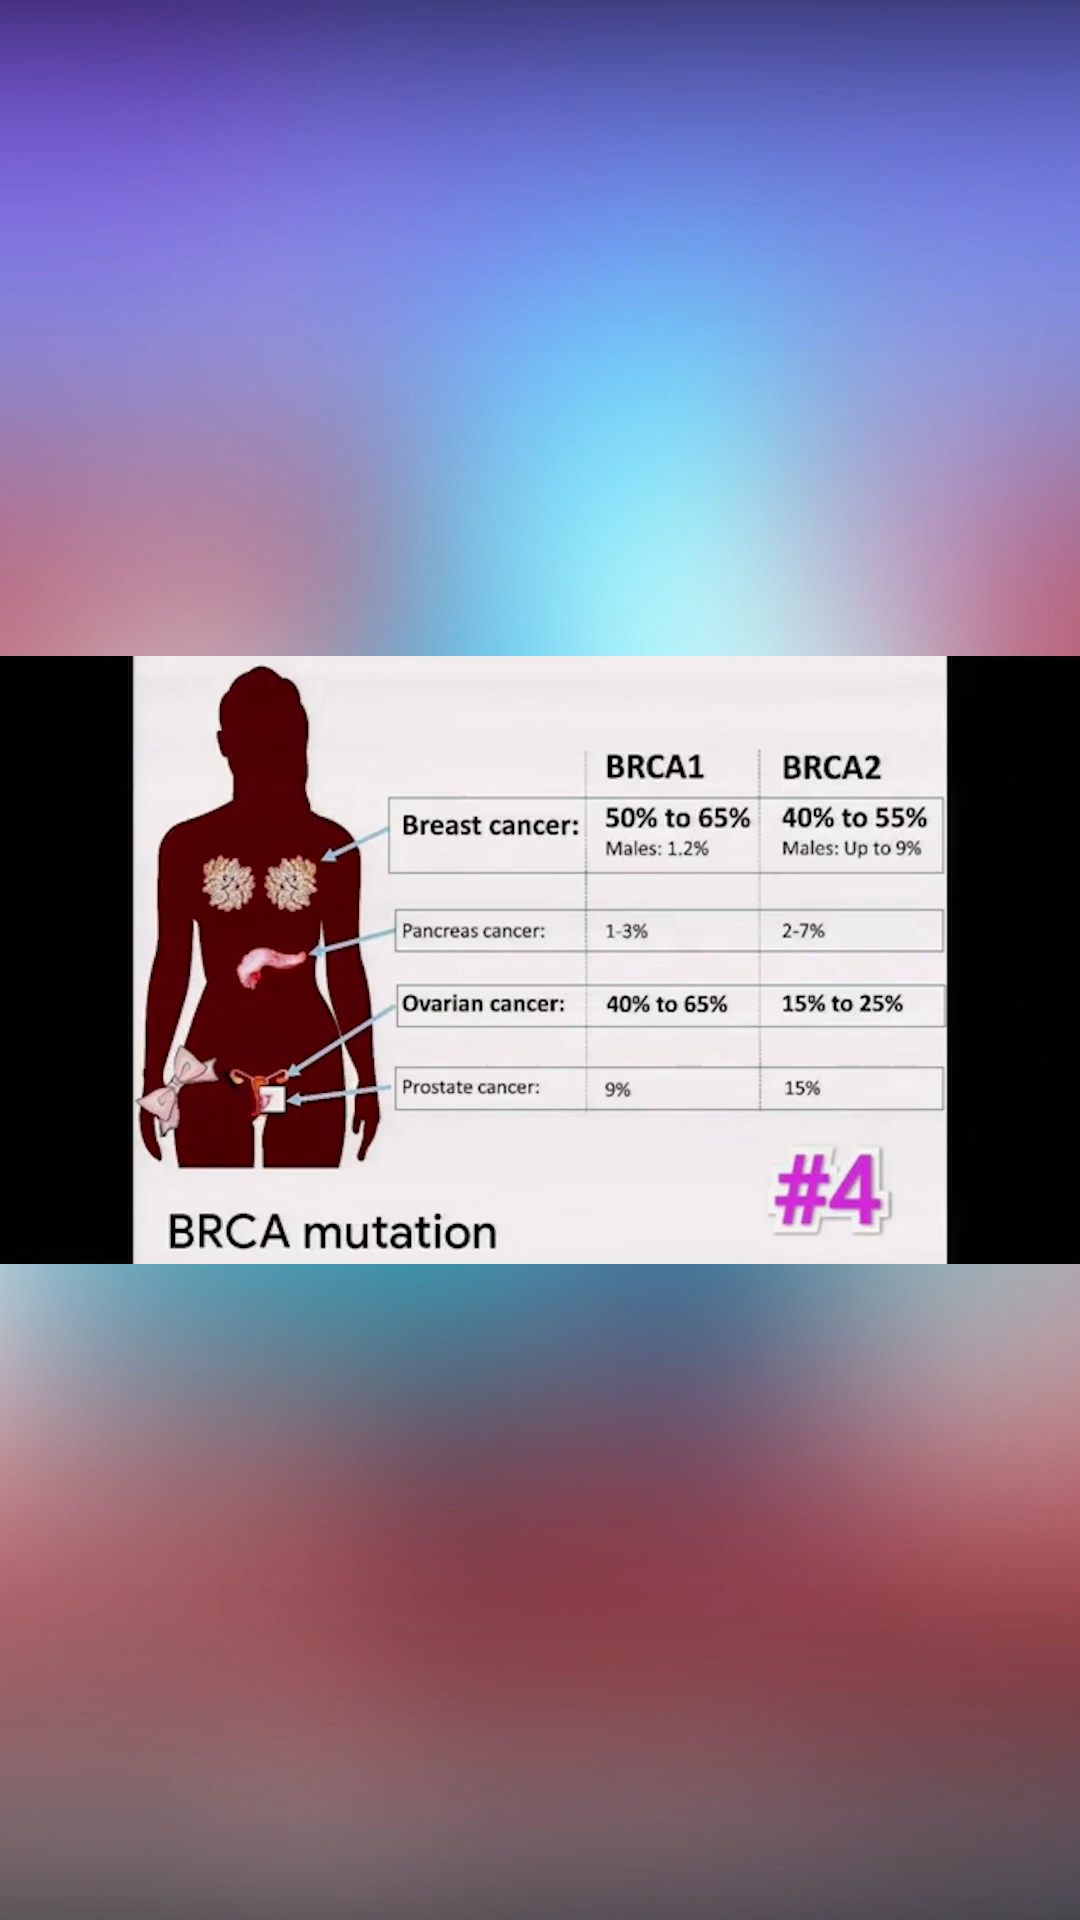 BRCA1 BRCA2
Breast cancer: 50% to 65% 40% to 55%
Males: 1.2% Males: Up to 9%
Pancreas cancer: 1-3% 2-7%
Ovarian cancer: 40% to 65% 15% to 25%
Prostate cancer: 9% 15%
#4
BRCA mutation